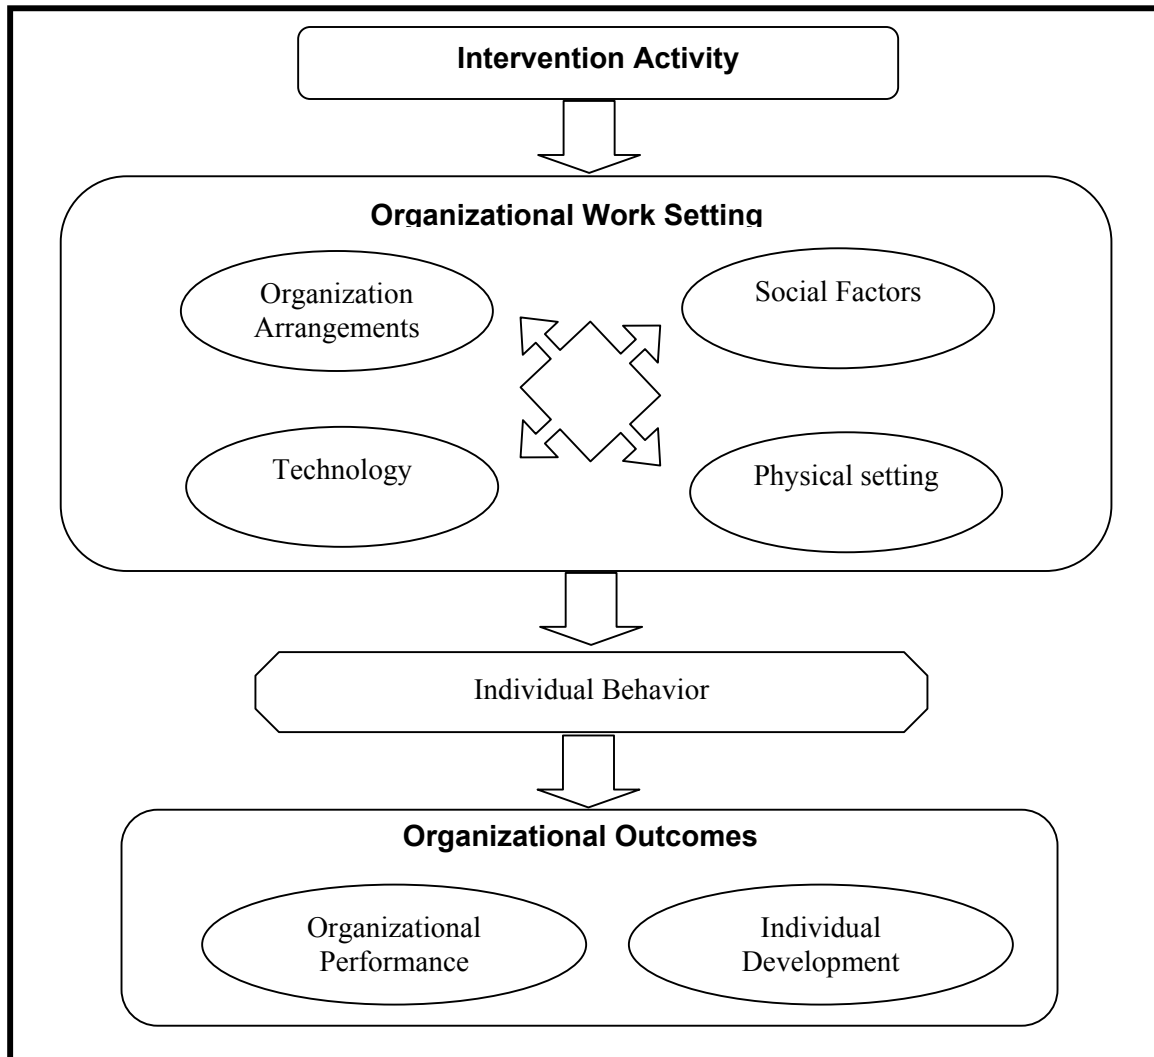 Intervention Activity
Organizational Work Setting
Organization
Arrangements
Social Factors
Technology
Physical setting
Individual Behavior
Organizational Outcomes
Organizational
Performance
Individual
Development